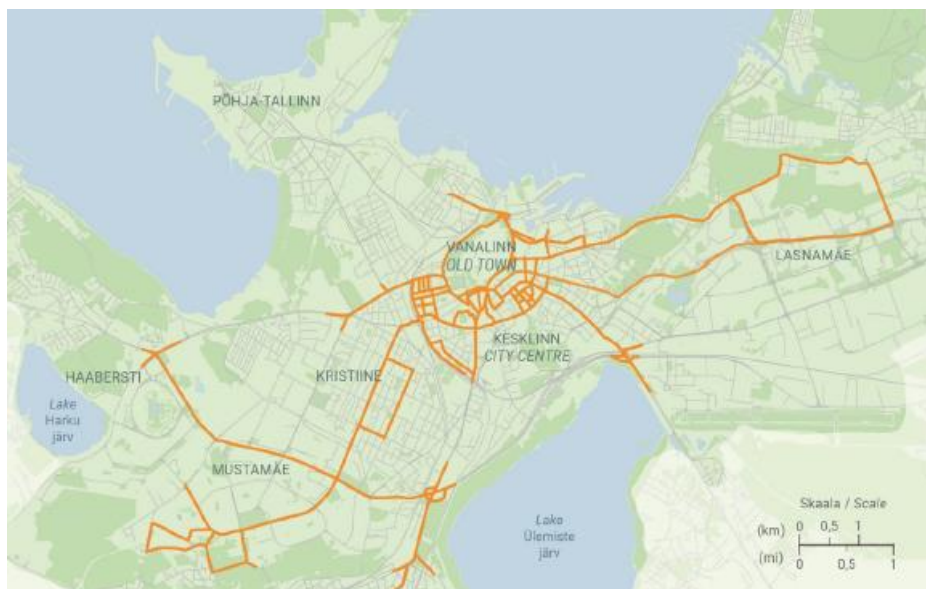 PÕHJA-TALLINN
VANALINN
OLD TOWN
LASNAMÄE
KESKLINN
CITY CENTRE
HAABERSTI
KRISTIINE
Lake
Harku
järv
MUSTAMÄE
Lake
Ülemiste
järv
Skaala / Scale
(km) 0 0,5 1
(mi) 0 0,5 1